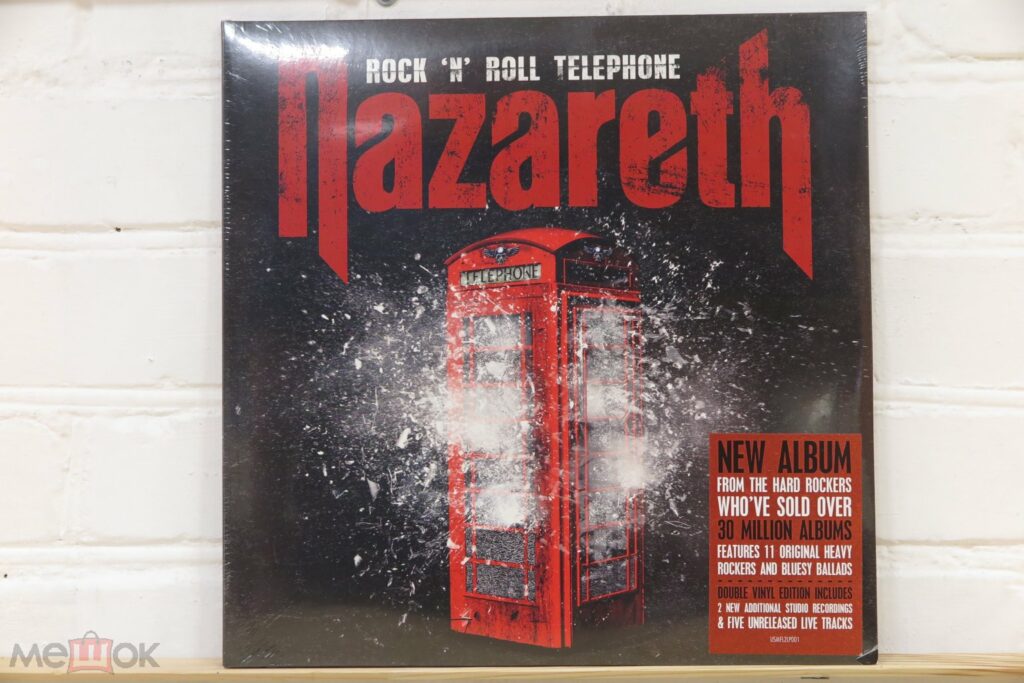 ROCK 'N' ROLL TELEPHONE
Nazareth
TELEPHONE
NEW ALBUM
FROM THE HARD ROCKERS
WHO'VE SOLD OVER
30 MILLION ALBUMS
FEATURES 11 ORIGINAL HEAVY
ROCKERS AND BLUESY BALLADS
DOUBLE VINYL EDITION INCLUDES
2 NEW ADDITIONAL STUDIO RECORDINGS
& FIVE UNRELEASED LIVE TRACKS
USMFL2LP001
мешок